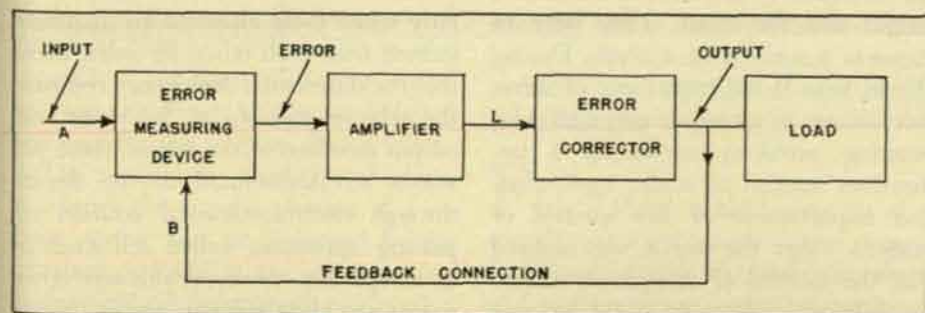 INPUT
ERROR
OUTPUT
A
ERROR
MEASURING
DEVICE
AMPLIFIER
L
ERROR
CORRECTOR
LOAD
B
FEEDBACK CONNECTION